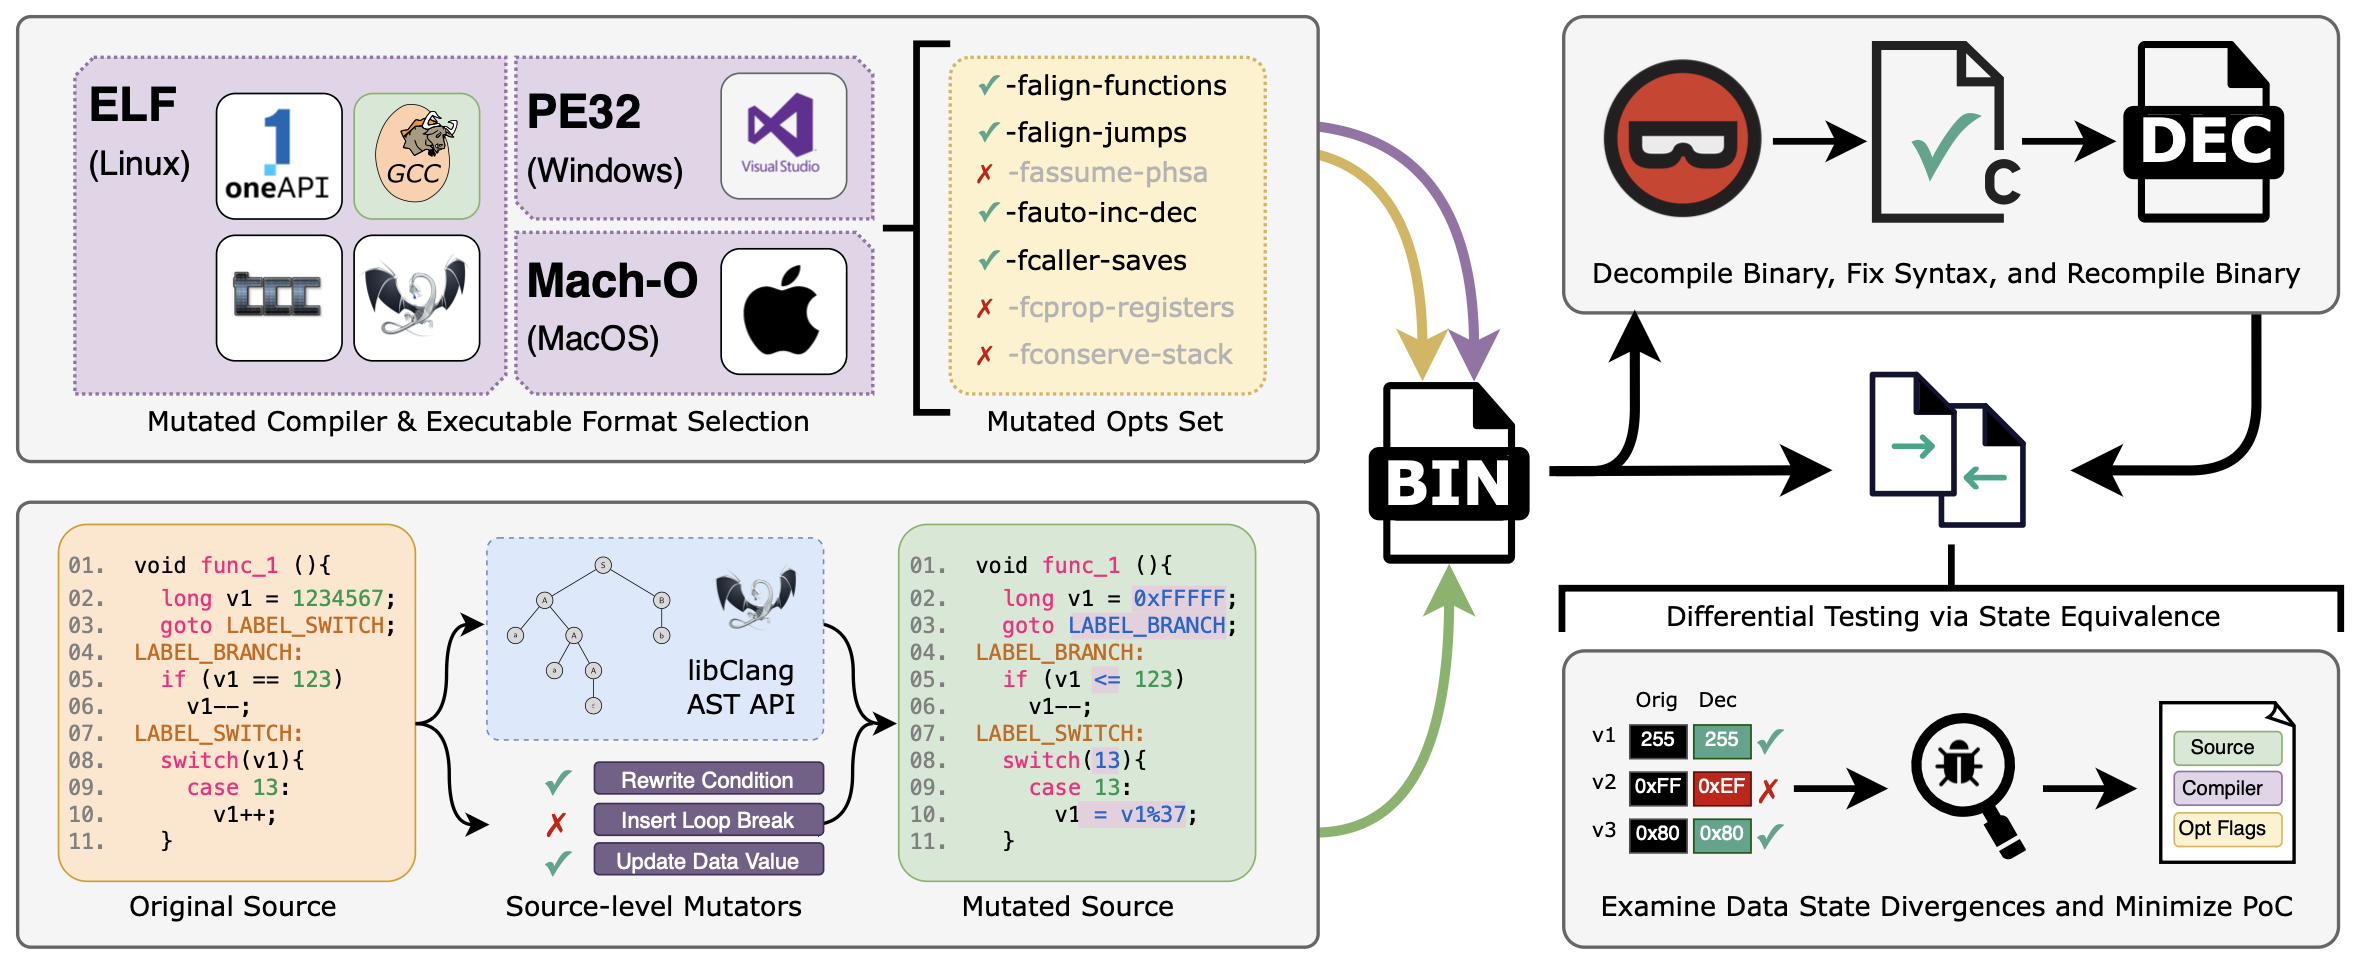 ELF
(Linux)
oneAPI
GCC
tcc
PE32
(Windows)
Visual Studio
Mach-O
(MacOS)
Mutated Compiler & Executable Format Selection
✓ -falign-functions
✓ -falign-jumps
✗ -fassume-phsa
✓ -fauto-inc-dec
✓ -fcaller-saves
✗ -fcprop-registers
✗ -fconserve-stack
Mutated Opts Set
01. void func_1 (){
02. long v1 = 1234567;
03. goto LABEL_SWITCH;
04. LABEL_BRANCH:
05. if (v1 == 123)
06. v1--;
07. LABEL_SWITCH:
08. switch(v1){
09. case 13:
10. v1++;
11. }
Original Source
S
A B
a A b
a A
libClang
AST API
✓ Rewrite Condition
✗ Insert Loop Break
✓ Update Data Value
Source-level Mutators
01. void func_1 (){
02. long v1 = 0xFFFFF;
03. goto LABEL_BRANCH;
04. LABEL_BRANCH:
05. if (v1 <= 123)
06. v1--;
07. LABEL_SWITCH:
08. switch(13){
09. case 13:
10. v1 = v1%37;
11. }
Mutated Source
BIN
C
DEC
Decompile Binary, Fix Syntax, and Recompile Binary
Differential Testing via State Equivalence
Orig Dec
v1 255 255 ✓
v2 0xFF 0xEF ✗
v3 0x80 0x80 ✓
Source
Compiler
Opt Flags
Examine Data State Divergences and Minimize PoC